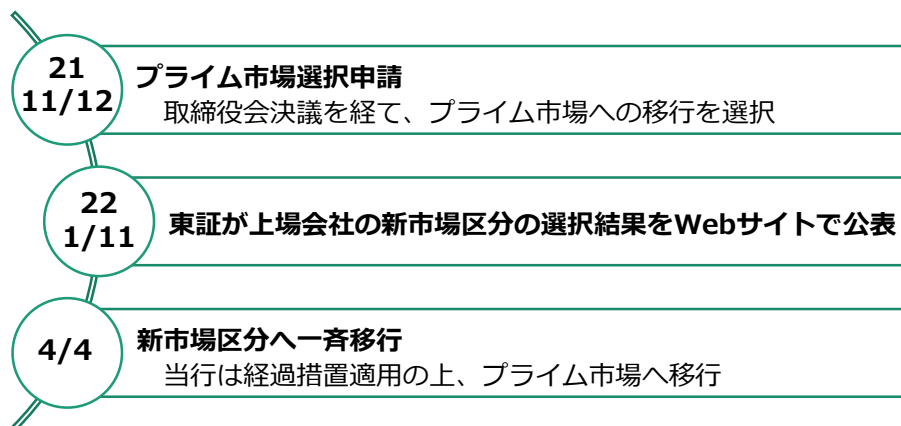 21
11/12
プライム市場選択申請
取締役会決議を経て、プライム市場への移行を選択
22
1/11
東証が上場会社の新市場区分の選択結果をWebサイトで公表
4/4
新市場区分へ一斉移行
当行は経過措置適用の上、プライム市場へ移行